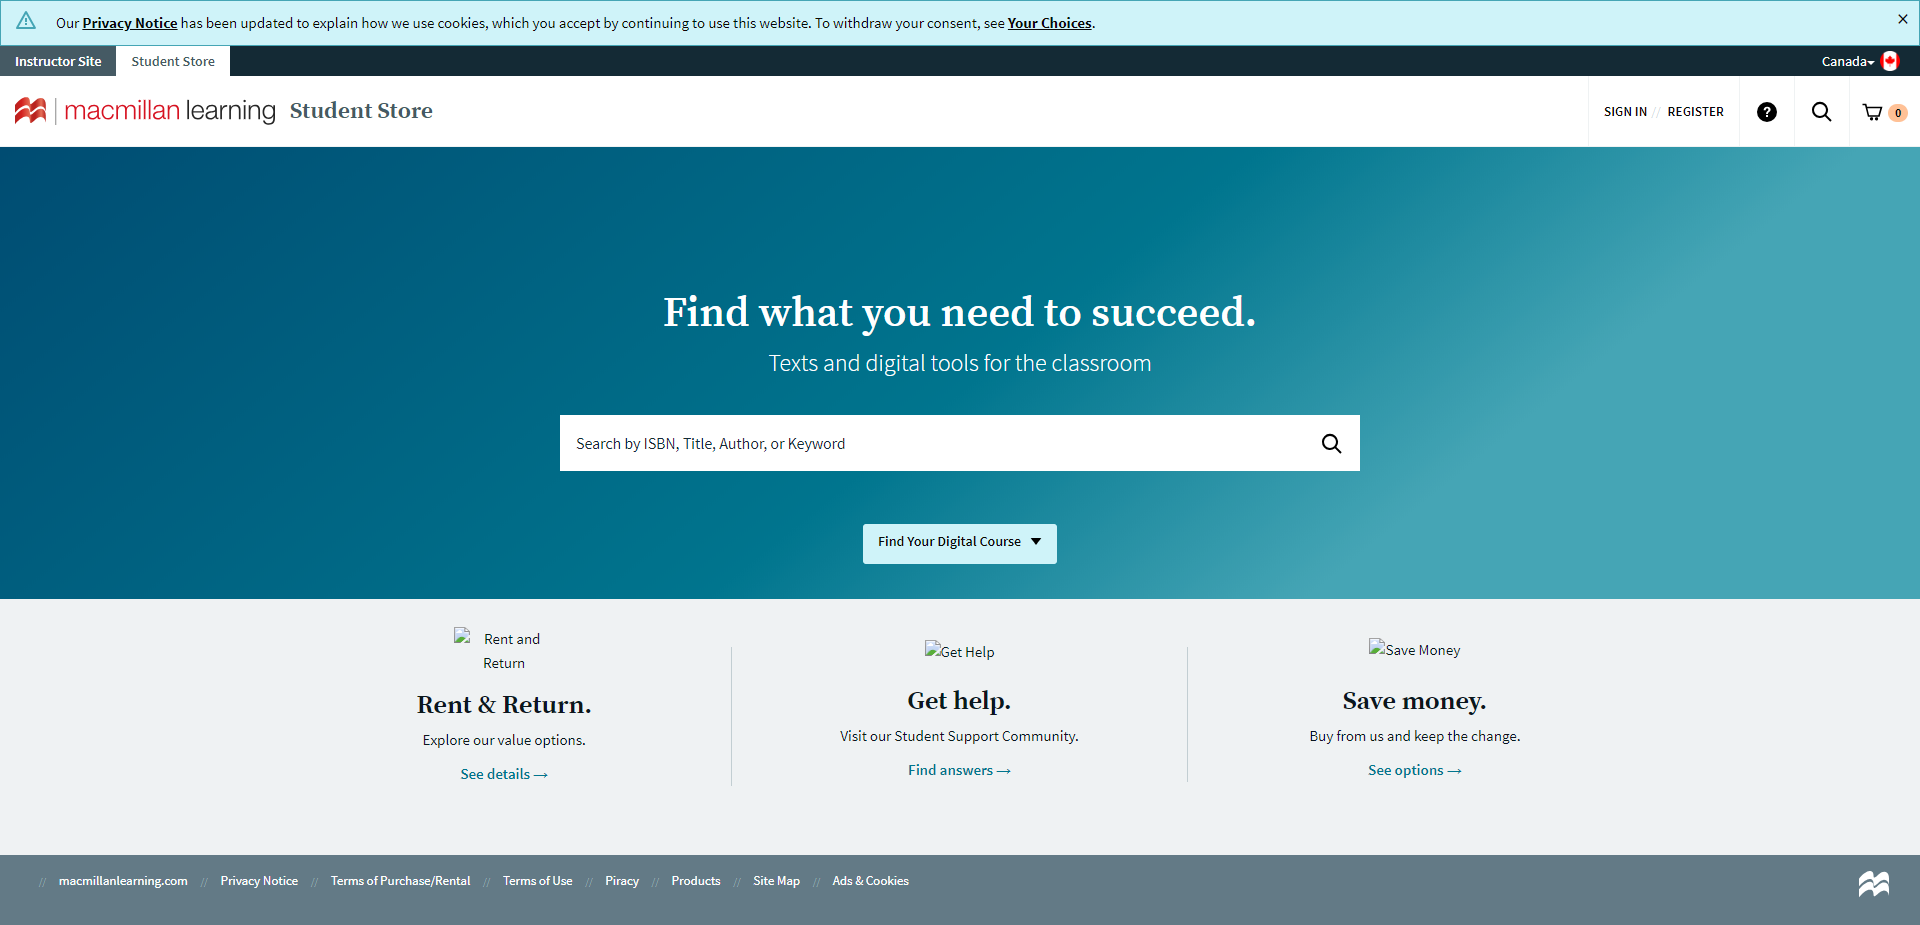 Our Privacy Notice has been updated to explain how we use cookies, which you accept by continuing to use this website. To withdraw your consent, see Your Choices.
Instructor Site
Student Store
Canada
macmillan learning Student Store
SIGN IN // REGISTER
?
0
Find what you need to succeed.
Texts and digital tools for the classroom
Search by ISBN, Title, Author, or Keyword
Find Your Digital Course
Rent and
Return
Rent & Return.
Explore our value options.
See details →
Get Help
Get help.
Visit our Student Support Community.
Find answers →
Save Money
Save money.
Buy from us and keep the change.
See options →
// macmillanlearning.com // Privacy Notice // Terms of Purchase/Rental // Terms of Use // Piracy // Products // Site Map // Ads & Cookies